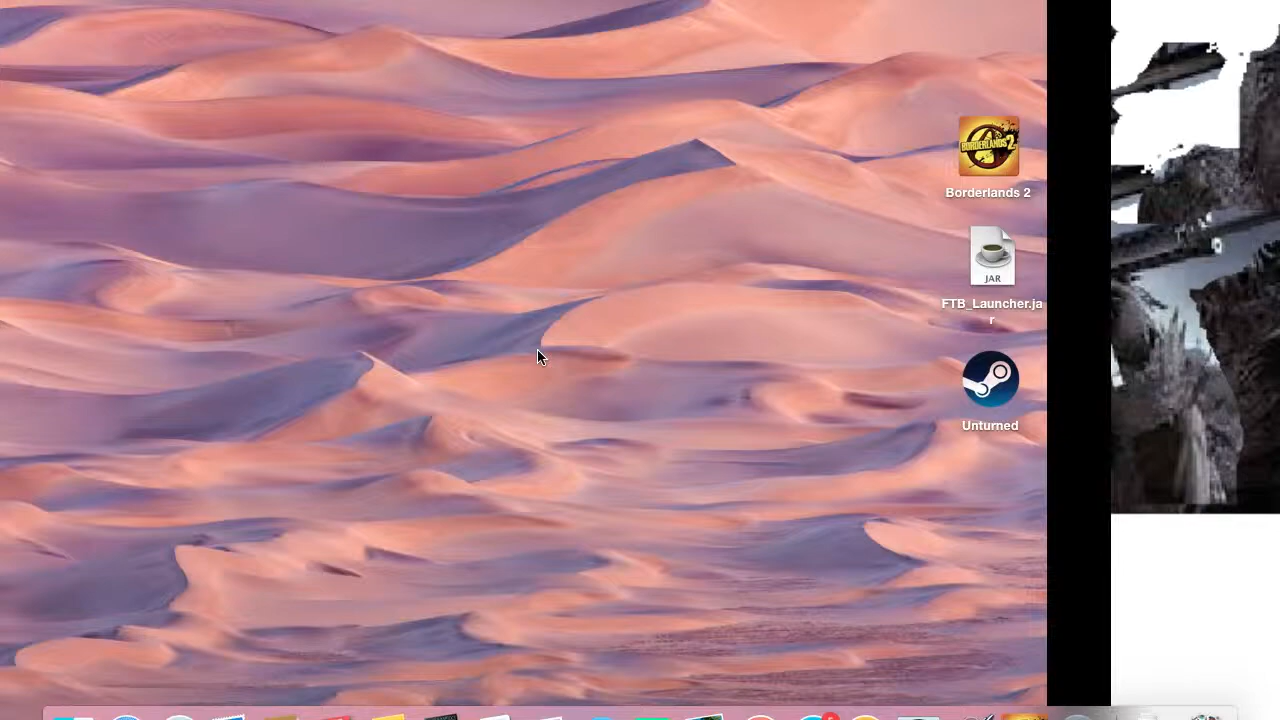 BORDERLANDS 2
Borderlands 2
JAR
FTB_Launcher.ja
r
Unturned